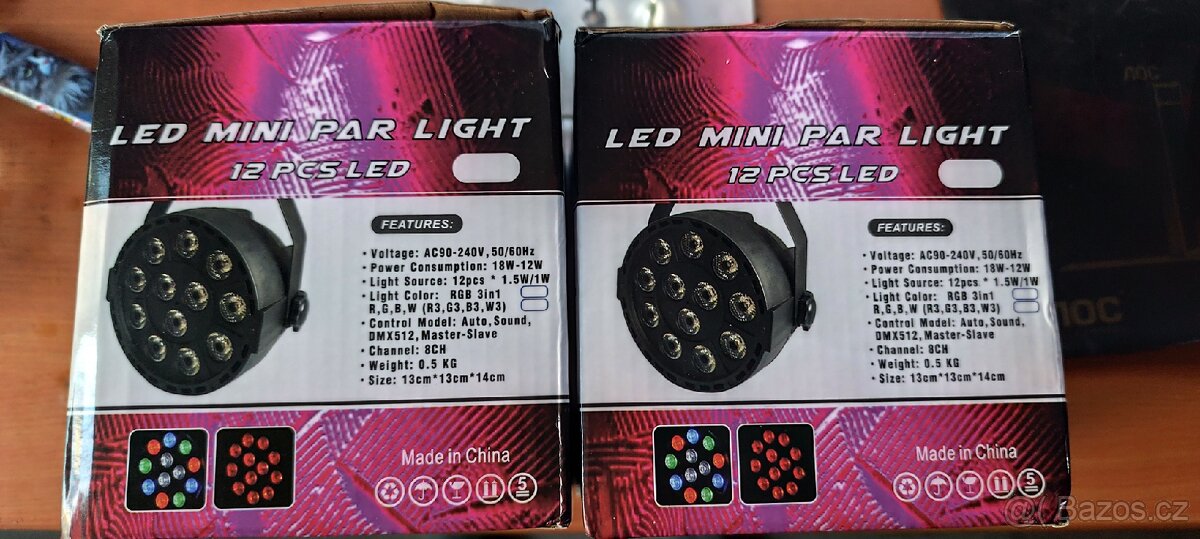 LED MINI PAR LIGHT
12 PCS LED
FEATURES:
· Voltage: AC90-240V,50/60Hz
· Power Consumption: 18W-12W
· Light Source: 12pcs * 1.5W/1W
· Light Color: RGB 3in1
R,G,B,W (R3,G3,B3,W3)
· Control Model: Auto,Sound,
DMX512,Master-Slave
· Channel: 8CH
· Weight: 0.5 KG
· Size: 13cm*13cm*14cm
Made in China
5
LED MINI PAR LIGHT
12 PCS LED
FEATURES:
· Voltage: AC90-240V,50/60Hz
· Power Consumption: 18W-12W
· Light Source: 12pcs * 1.5W/1W
· Light Color: RGB 3in1
R,G,B,W (R3,G3,B3,W3)
· Control Model: Auto,Sound,
DMX512,Master-Slave
· Channel: 8CH
· Weight: 0.5 KG
· Size: 13cm*13cm*14cm
Made in China
5
AOC
Bazos.cz